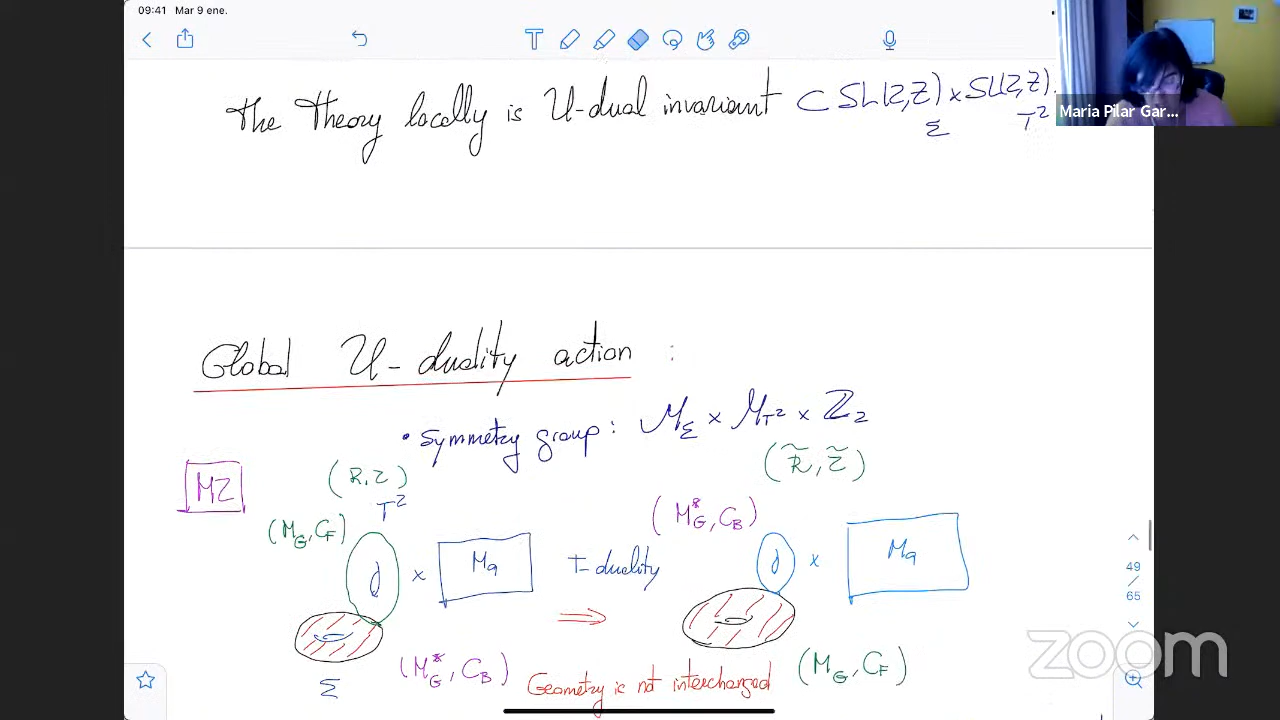 09:41 Mar 9 ene.
The Theory locally is U-dual invariant ⊂ SL(2,Z) × SL(2,Z).
Σ T²
Maria Pilar Gar...
Global U-duality action :
• Symmetry group: M_Σ × M_T² × Z₂
MZ
(R,τ) (R̃, τ̃)
T²
(M_G, C_F) (M*_G, C_B)
× M₉ T-duality × M₉
⇒
(M*_G, C_B) Geometry is not interchanged (M_G, C_F)
Σ
49
/
65
zoom